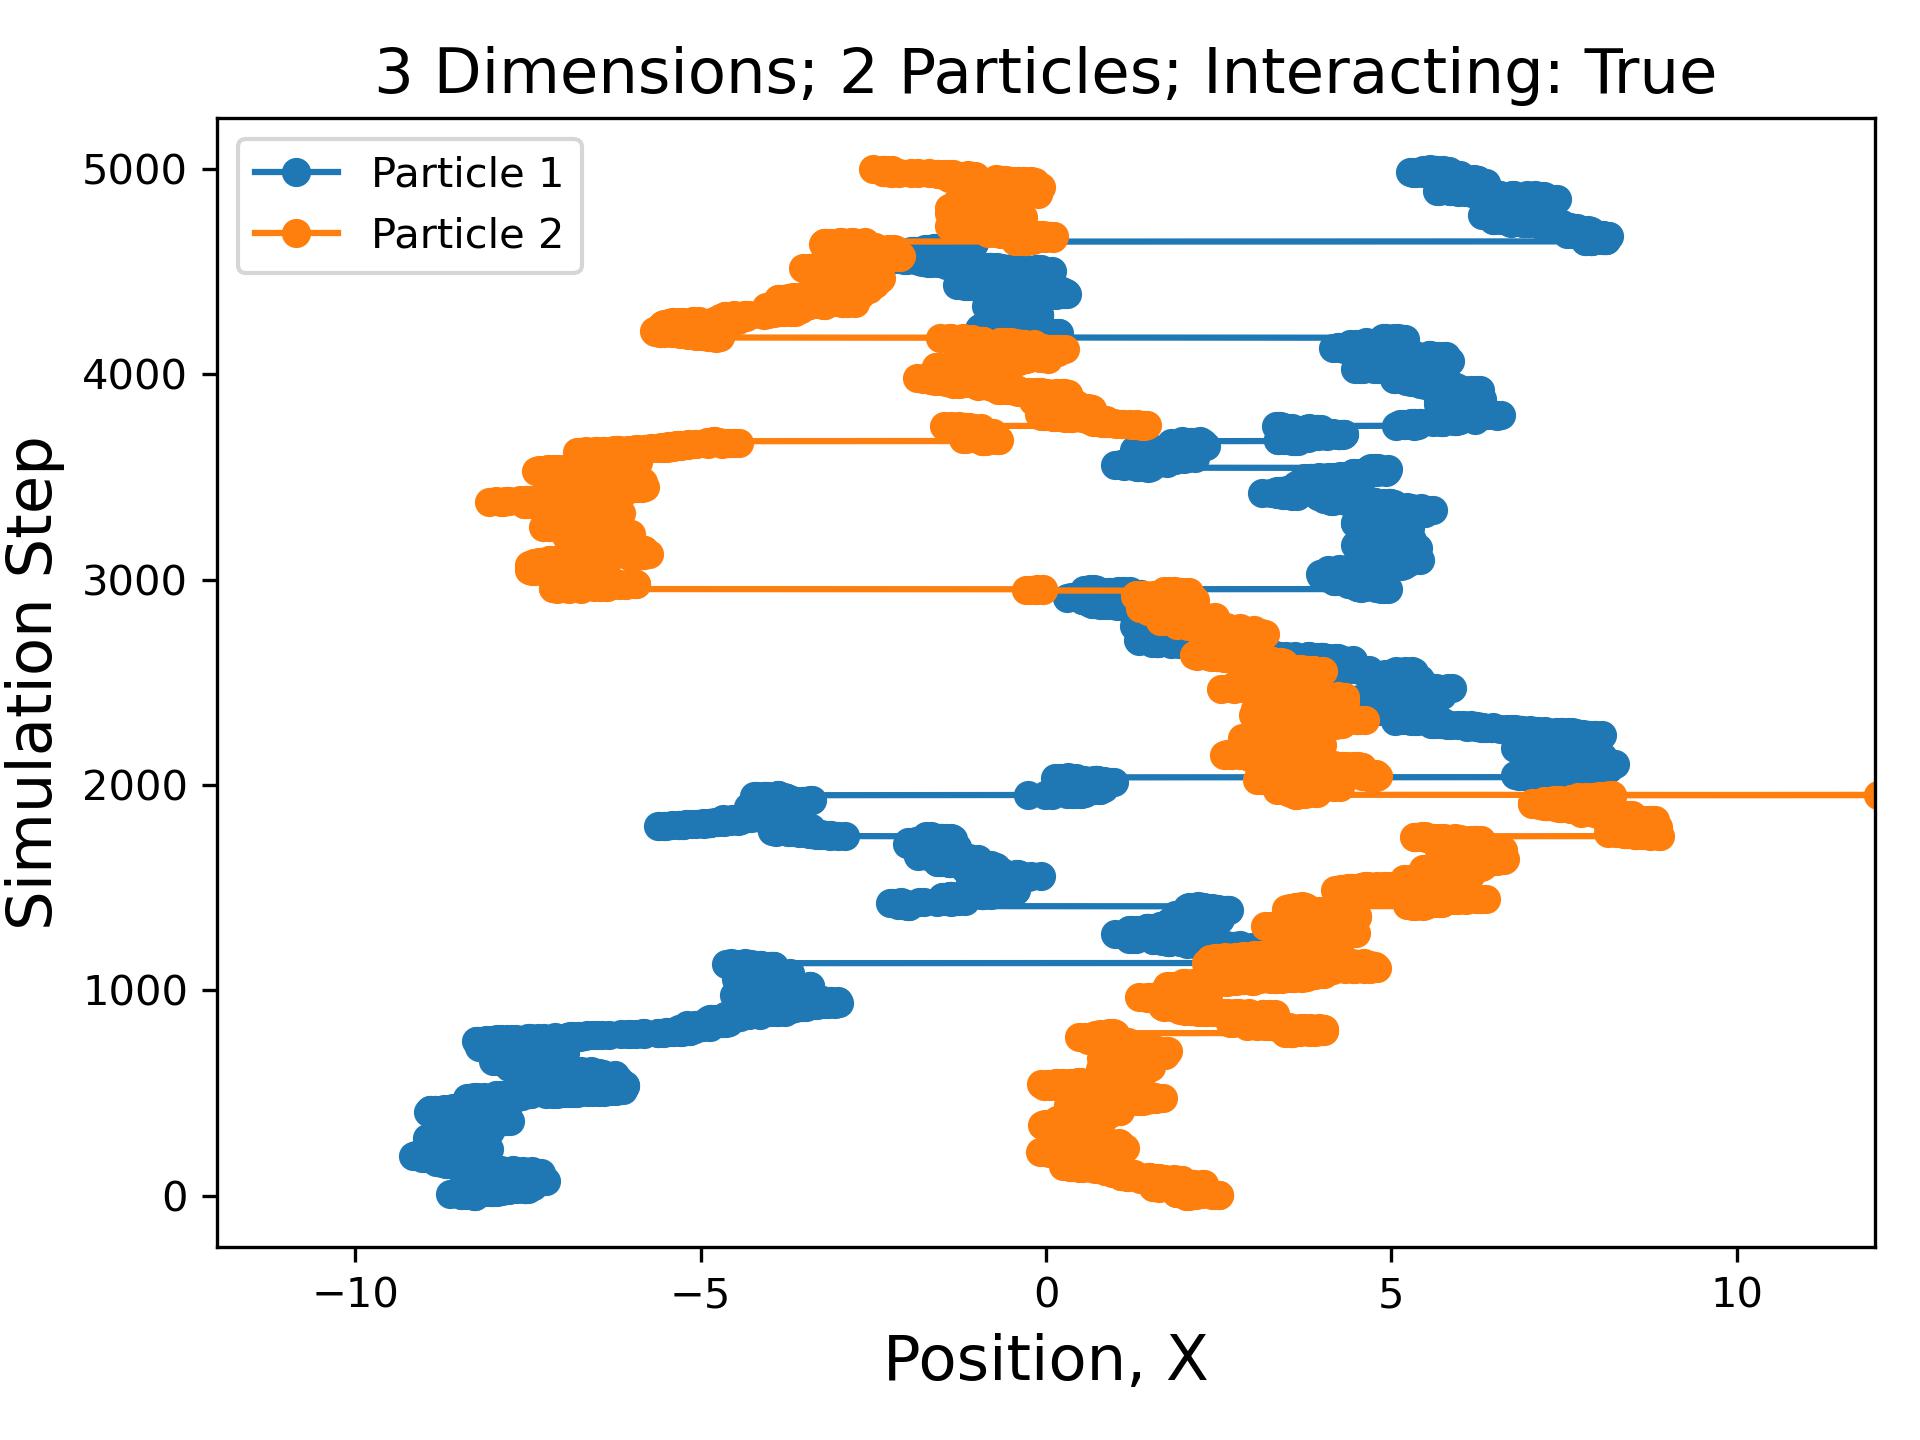 3 Dimensions; 2 Particles; Interacting: True
Particle 1
Particle 2
5000
4000
3000
2000
1000
0
Simulation Step
−10
−5
0
5
10
Position, X